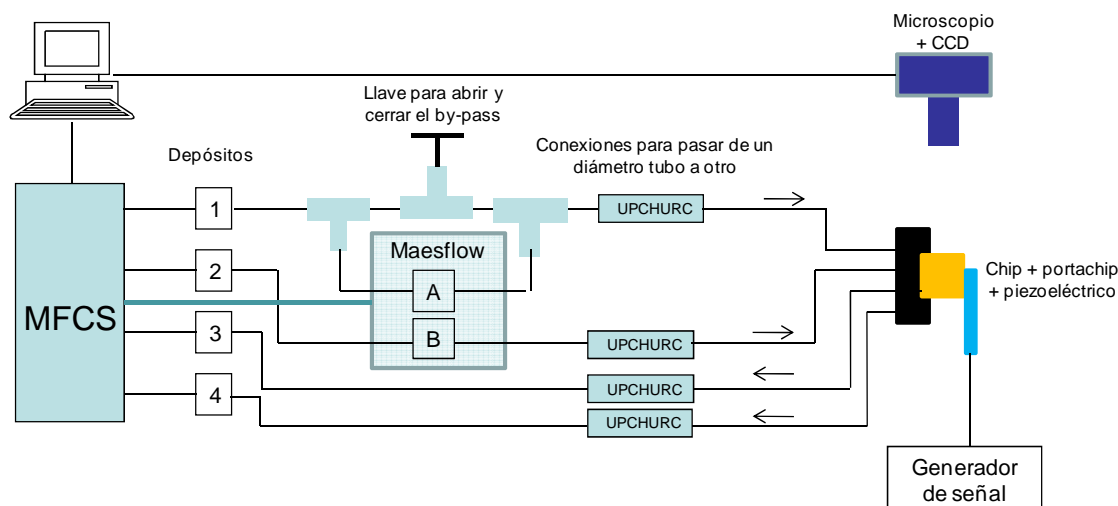 Microscopio
+ CCD
Llave para abrir y
cerrar el by-pass
Depósitos
Conexiones para pasar de un
diámetro tubo a otro
1
UPCHURC
Maesflow
2
A
Chip + portachip
+ piezoeléctrico
MFCS
3
B
UPCHURC
4
UPCHURC
UPCHURC
Generador
de señal